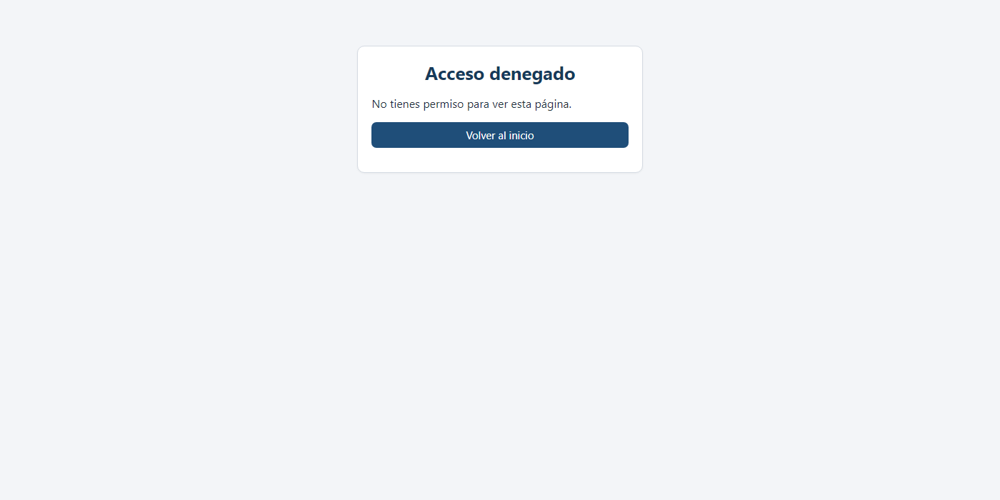 Acceso denegado
No tienes permiso para ver esta página.
Volver al inicio